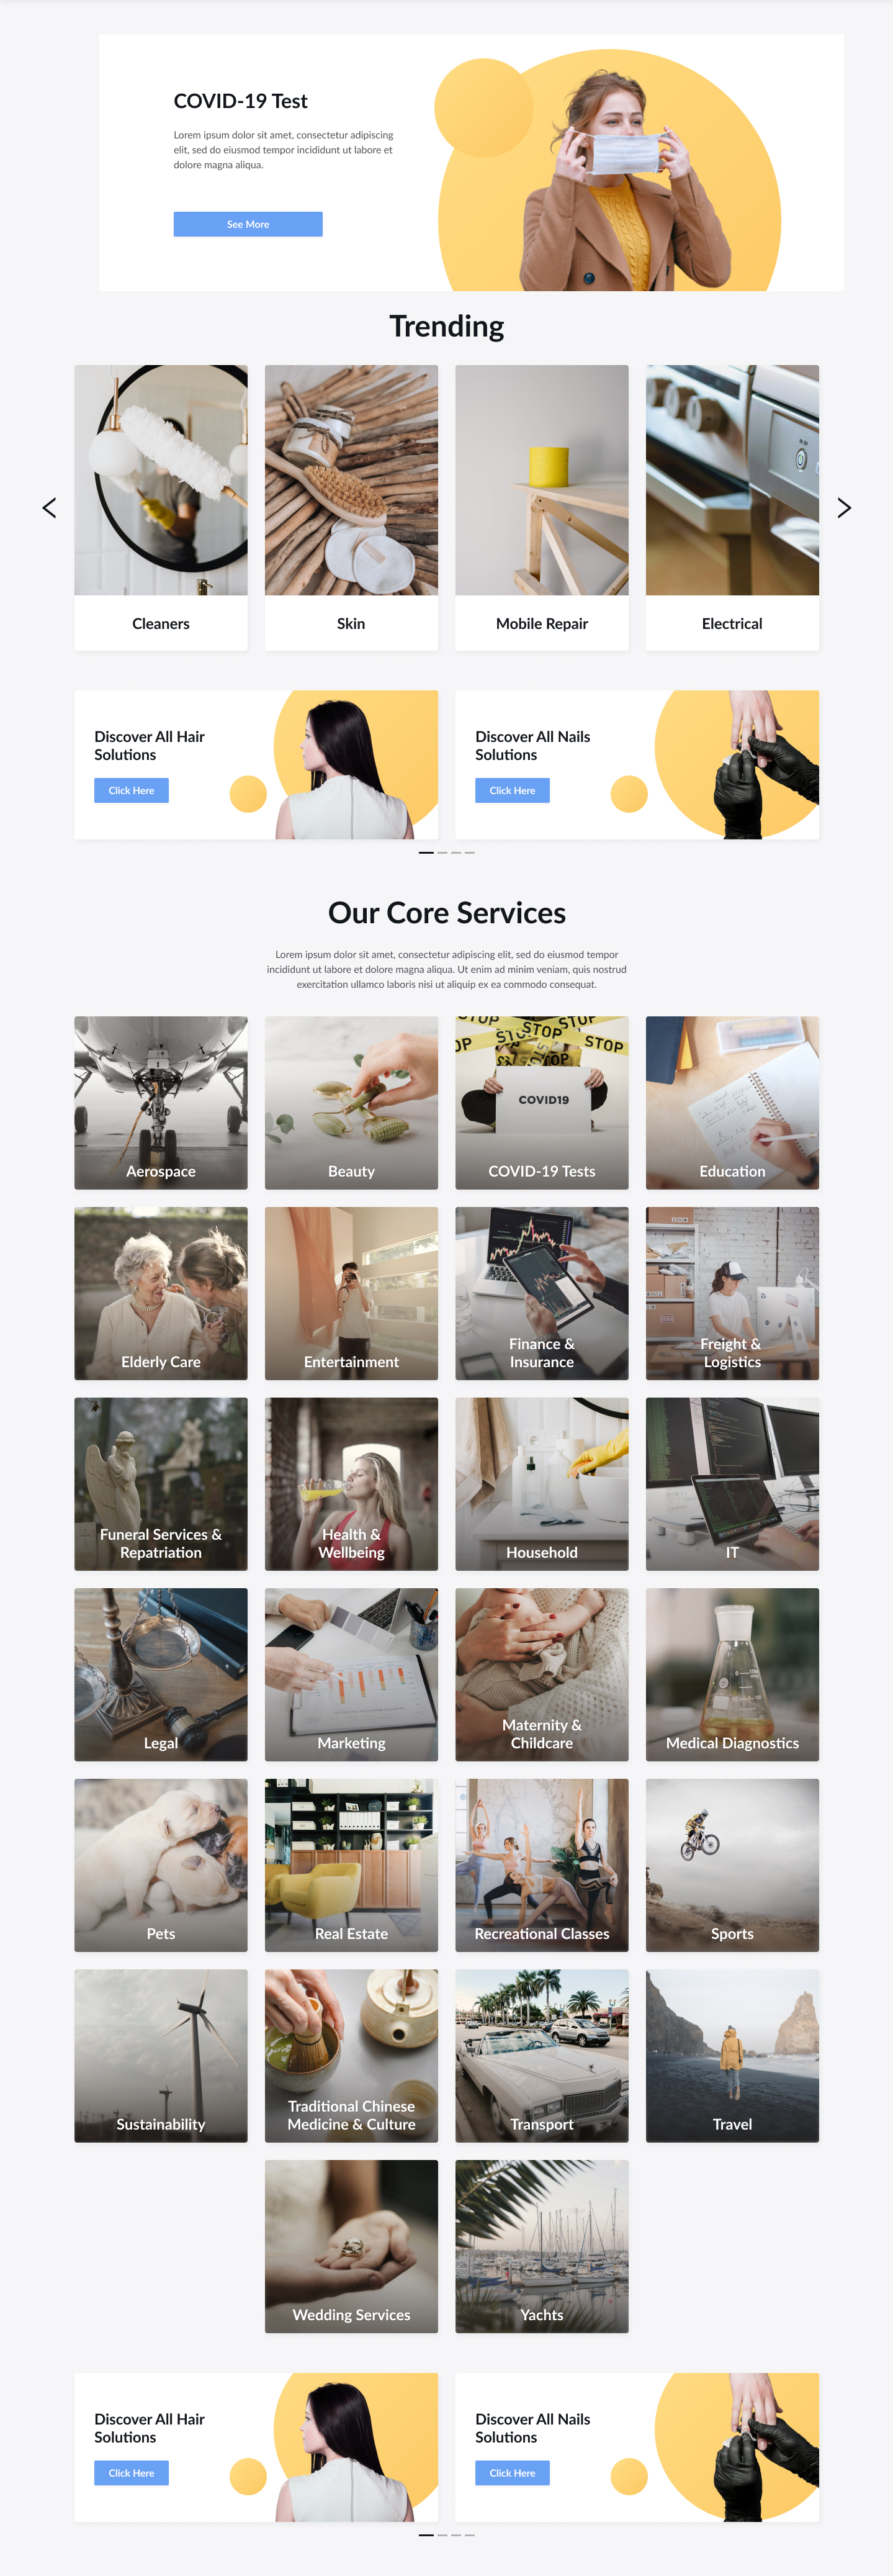 COVID-19 Test
Lorem ipsum dolor sit amet, consectetur adipiscing
elit, sed do eiusmod tempor incididunt ut labore et
dolore magna aliqua.
See More
Trending
Cleaners
Skin
Mobile Repair
Electrical
Discover All Hair
Solutions
Click Here
Discover All Nails
Solutions
Click Here
Our Core Services
Lorem ipsum dolor sit amet, consectetur adipiscing elit, sed do eiusmod tempor
incididunt ut labore et dolore magna aliqua. Ut enim ad minim veniam, quis nostrud
exercitation ullamco laboris nisi ut aliquip ex ea commodo consequat.
Aerospace
Beauty
STOP STOP
STOP
COVID19
COVID-19 Tests
Education
Elderly Care
Entertainment
Finance &
Insurance
Freight &
Logistics
Funeral Services &
Repatriation
Health &
Wellbeing
Household
IT
Legal
Marketing
Maternity &
Childcare
Medical Diagnostics
Pets
Real Estate
Recreational Classes
Sports
Sustainability
Traditional Chinese
Medicine & Culture
Transport
Travel
Wedding Services
Yachts
Discover All Hair
Solutions
Click Here
Discover All Nails
Solutions
Click Here